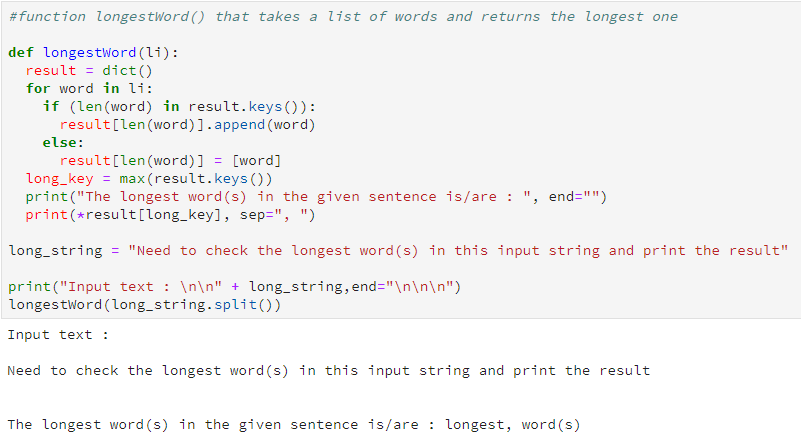 #function longestWord() that takes a list of words and returns the longest one
def longestWord(li):
  result = dict()
  for word in li:
    if (len(word) in result.keys()):
      result[len(word)].append(word)
    else:
      result[len(word)] = [word]
  long_key = max(result.keys())
  print("The longest word(s) in the given sentence is/are : ", end="")
  print(*result[long_key], sep=", ")
long_string = "Need to check the longest word(s) in this input string and print the result"
print("Input text : \n\n" + long_string,end="\n\n\n")
longestWord(long_string.split())
Input text :
Need to check the longest word(s) in this input string and print the result
The longest word(s) in the given sentence is/are : longest, word(s)